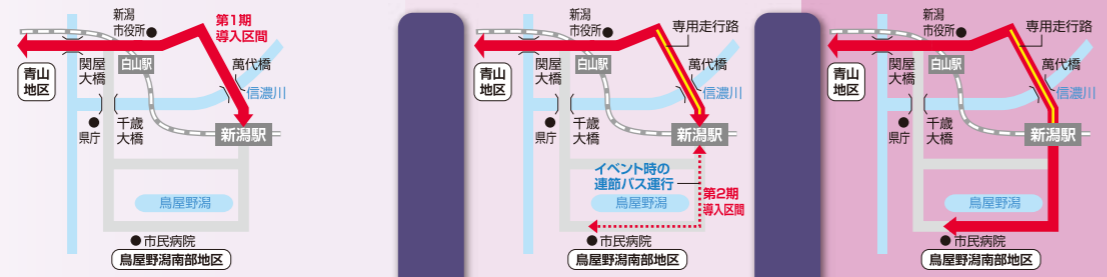 新潟
市役所
第1期
導入区間
青山
地区
関屋
大橋
白山駅
萬代橋
信濃川
県庁
千歳
大橋
新潟駅
鳥屋野潟
市民病院
鳥屋野潟南部地区
新潟
市役所
専用走行路
青山
地区
関屋
大橋
白山駅
萬代橋
信濃川
県庁
千歳
大橋
新潟駅
イベント時の
連節バス運行
第2期
導入区間
鳥屋野潟
市民病院
鳥屋野潟南部地区
新潟
市役所
専用走行路
青山
地区
関屋
大橋
白山駅
萬代橋
信濃川
県庁
千歳
大橋
新潟駅
鳥屋野潟
市民病院
鳥屋野潟南部地区